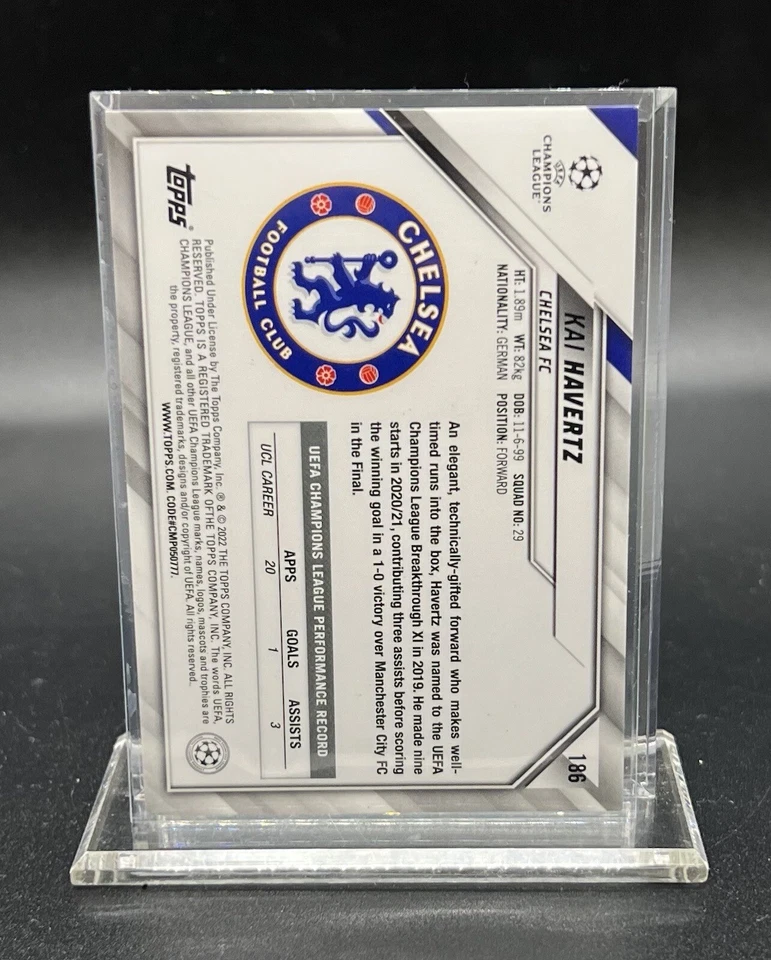 186
UEFA
CHAMPIONS
LEAGUE
KAI HAVERTZ
CHELSEA FC
HT: 1.89m WT: 82kg DOB: 11-6-99 SQUAD NO: 29
NATIONALITY: GERMAN POSITION: FORWARD
CHELSEA
FOOTBALL CLUB
An elegant, technically-gifted forward who makes well-
timed runs into the box, Havertz was named to the UEFA
Champions League Breakthrough XI in 2019. He made nine
starts in 2020/21, contributing three assists before scoring
the winning goal in a 1-0 victory over Manchester City FC
in the Final.
UEFA CHAMPIONS LEAGUE PERFORMANCE RECORD
APPS GOALS ASSISTS
UCL CAREER 20 1 3
topps®
Published Under License by The Topps Company, Inc. ® & © 2022 THE TOPPS COMPANY, INC. ALL RIGHTS
RESERVED. TOPPS IS A REGISTERED TRADEMARK OFTHE TOPPS COMPANY, INC. The words UEFA,
CHAMPIONS LEAGUE, and all other UEFA Champions League marks, names, logos, mascots and trophies are
the property, registered trademarks, designs and/or copyright of UEFA. All rights reserved.
WWW.TOPPS.COM. CODE#CMP050777.